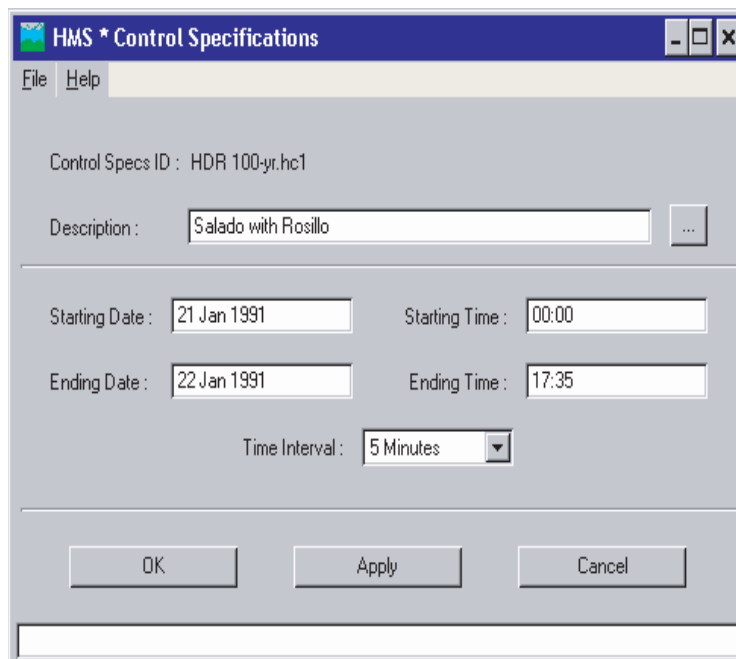 HMS * Control Specifications
File Help
Control Specs ID : HDR 100-yr.hc1
Description : Salado with Rosillo ...
Starting Date : 21 Jan 1991 Starting Time : 00:00
Ending Date : 22 Jan 1991 Ending Time : 17:35
Time Interval : 5 Minutes
OK Apply Cancel